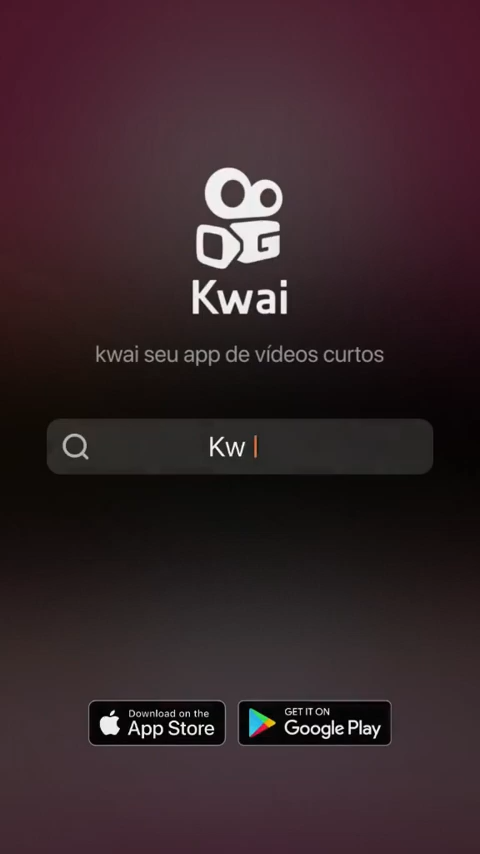 Kwai
kwai seu app de vídeos curtos
Kw
Download on the
App Store
GET IT ON
Google Play